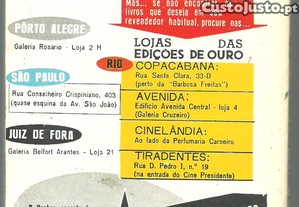 Mas... se não encon
livros que deseja em seu
revendedor habitual, procure nas...
CustoJusto.pt
PÔRTO ALEGRE
Galeria Rosário - Loja 2 H
LOJAS DAS
EDIÇÕES DE OURO
RIO
COPACABANA:
Rua Santa Clara, 33-D
(perto da "Barbosa Freitas")
SÃO PAULO
Rua Conselheiro Crispiniano, 403
(quase esquina da Av. São João)
AVENIDA:
Edifício Avenida Central - loja 4
(Galeria Cruzeiro)
CINELÂNDIA:
Ao lado da Perfumaria Carneiro
JUIZ DE FORA
Galeria Belfort Arantes - Loja 21
TIRADENTES:
Rua D. Pedro I, n.º 19
(na entrada do Cine Presidente)